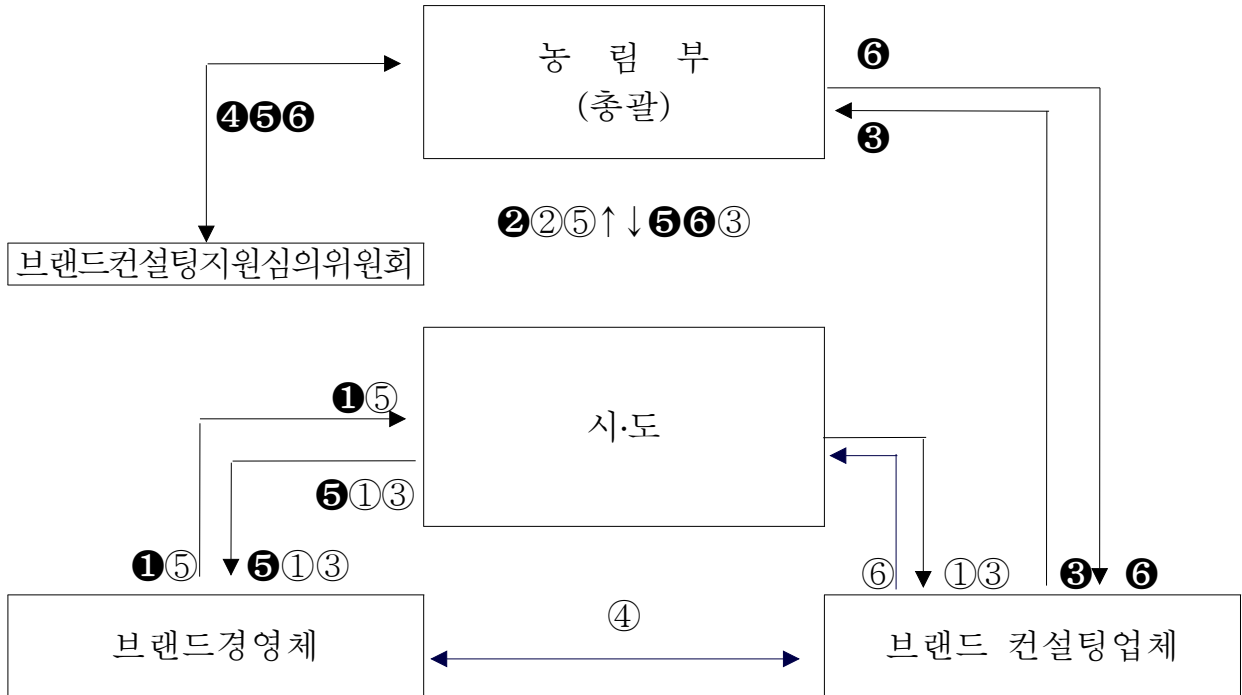 농 림 부
(총괄)
❻
❸
❹❺❻
❷②⑤↑↓❺❻③
브랜드컨설팅지원심의위원회
❶⑤
시·도
❺①③
❶⑤
❺①③
⑥
①③
❸
❻
브랜드경영체
④
브랜드 컨설팅업체